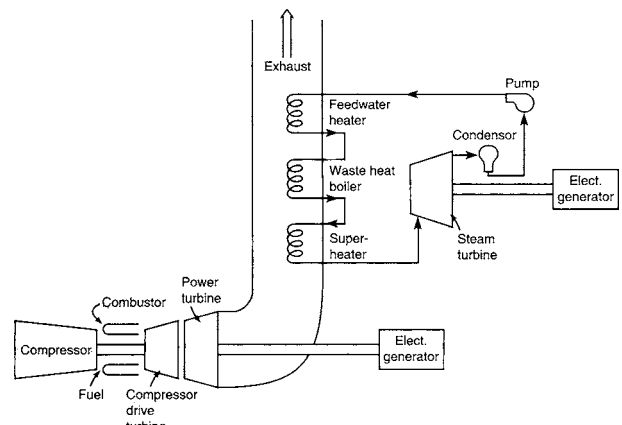 Exhaust
Pump
Feedwater
heater
Condensor
Waste heat
boiler
Elect.
generator
Super-
heater
Steam
turbine
Power
turbine
Combustor
Compressor
Elect.
generator
Fuel
Compressor
drive